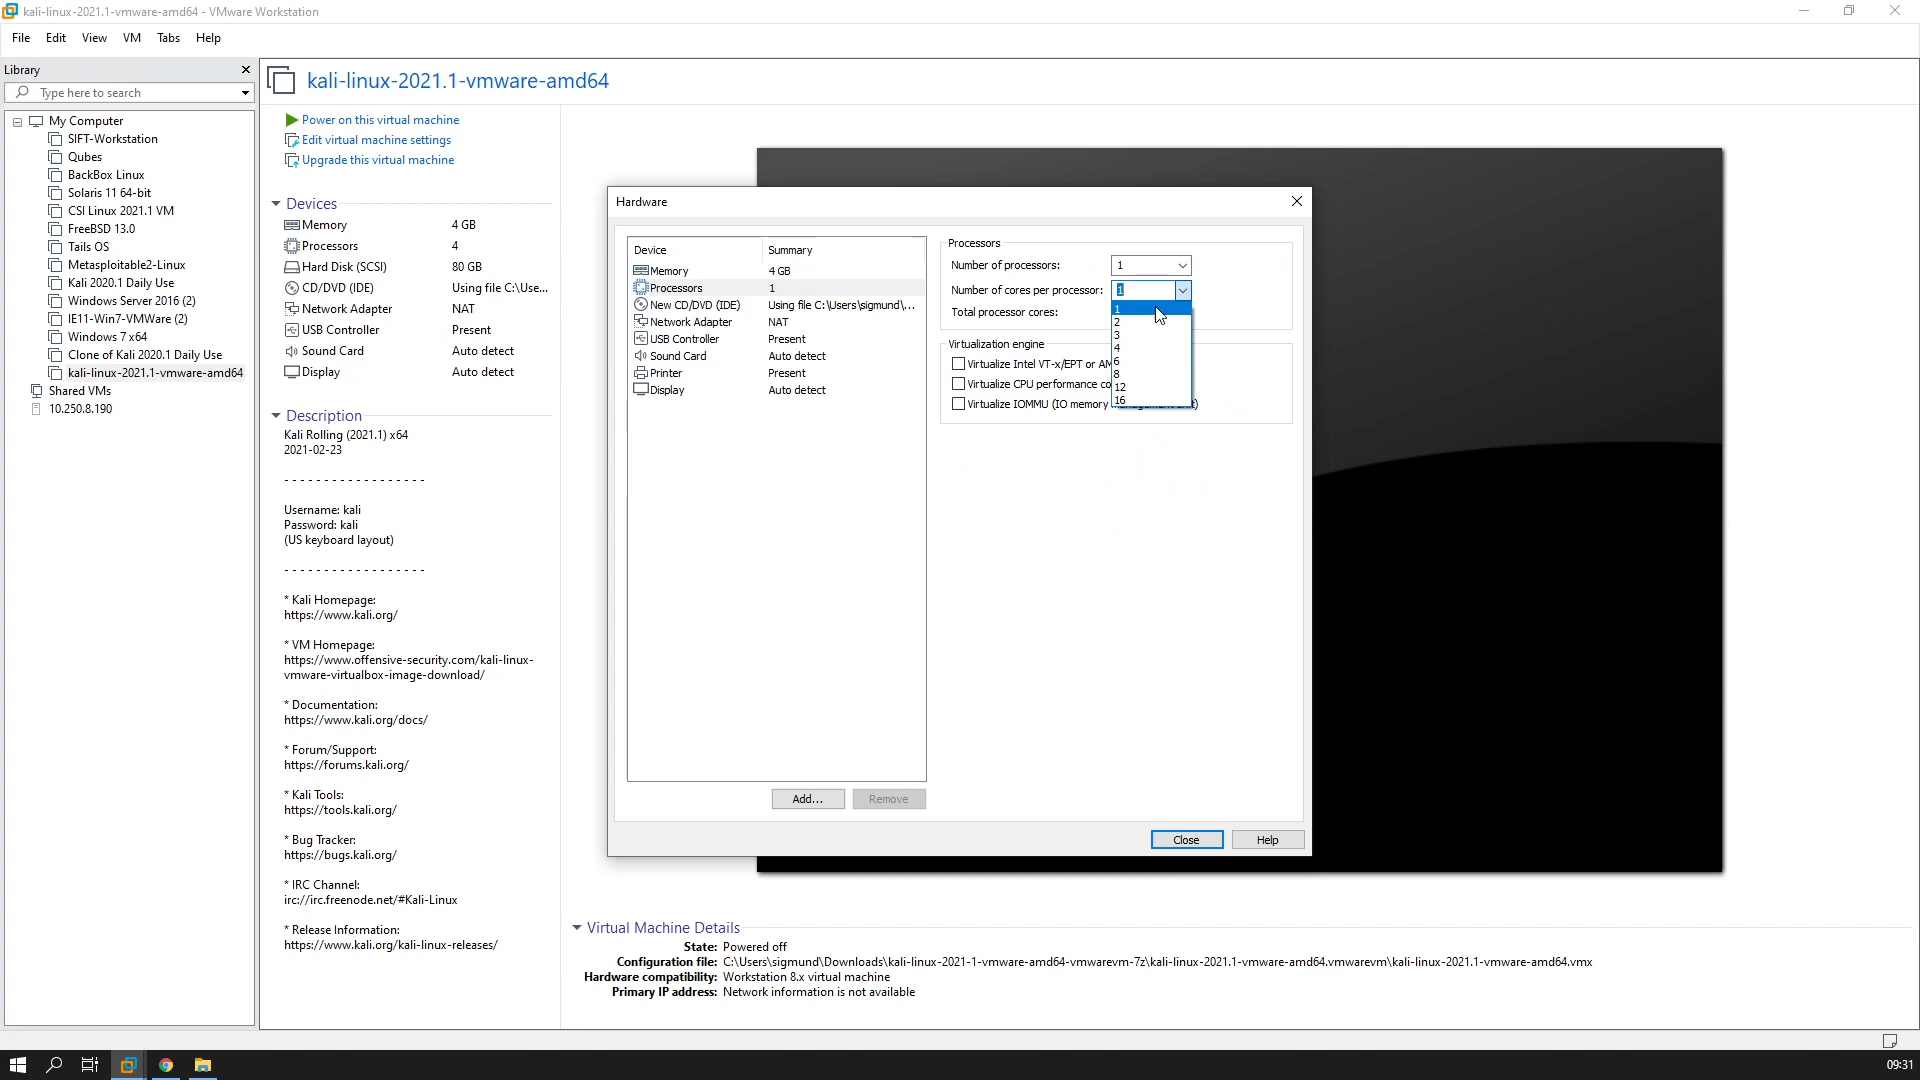 kali-linux-2021.1-vmware-amd64 - VMware Workstation
File Edit View VM Tabs Help
Library
Type here to search
My Computer
SIFT-Workstation
Qubes
BackBox Linux
Solaris 11 64-bit
CSI Linux 2021.1 VM
FreeBSD 13.0
Tails OS
Metasploitable2-Linux
Kali 2020.1 Daily Use
Windows Server 2016 (2)
IE11-Win7-VMWare (2)
Windows 7 x64
Clone of Kali 2020.1 Daily Use
kali-linux-2021.1-vmware-amd64
Shared VMs
10.250.8.190
kali-linux-2021.1-vmware-amd64
Power on this virtual machine
Edit virtual machine settings
Upgrade this virtual machine
Devices
Memory 4 GB
Processors 4
Hard Disk (SCSI) 80 GB
CD/DVD (IDE) Using file C:\Use...
Network Adapter NAT
USB Controller Present
Sound Card Auto detect
Display Auto detect
Description
Kali Rolling (2021.1) x64
2021-02-23
- - - - - - - - - - - - - - - - - -
Username: kali
Password: kali
(US keyboard layout)
- - - - - - - - - - - - - - - - - -
* Kali Homepage:
https://www.kali.org/
* VM Homepage:
https://www.offensive-security.com/kali-linux-
vmware-virtualbox-image-download/
* Documentation:
https://www.kali.org/docs/
* Forum/Support:
https://forums.kali.org/
* Kali Tools:
https://tools.kali.org/
* Bug Tracker:
https://bugs.kali.org/
* IRC Channel:
irc://irc.freenode.net/#Kali-Linux
* Release Information:
https://www.kali.org/kali-linux-releases/
Hardware
Device Summary
Memory 4 GB
Processors 1
New CD/DVD (IDE) Using file C:\Users\sigmund\...
Network Adapter NAT
USB Controller Present
Sound Card Auto detect
Printer Present
Display Auto detect
Add... Remove
Processors
Number of processors: 1
Number of cores per processor: 1
Total processor cores:
1
2
3
4
6
8
12
16
Virtualization engine
Virtualize Intel VT-x/EPT or AM
Virtualize CPU performance co
Virtualize IOMMU (IO memory
Close Help
Virtual Machine Details
State: Powered off
Configuration file: C:\Users\sigmund\Downloads\kali-linux-2021-1-vmware-amd64-vmwarevm-7z\kali-linux-2021.1-vmware-amd64.vmwarevm\kali-linux-2021.1-vmware-amd64.vmx
Hardware compatibility: Workstation 8.x virtual machine
Primary IP address: Network information is not available
09:31